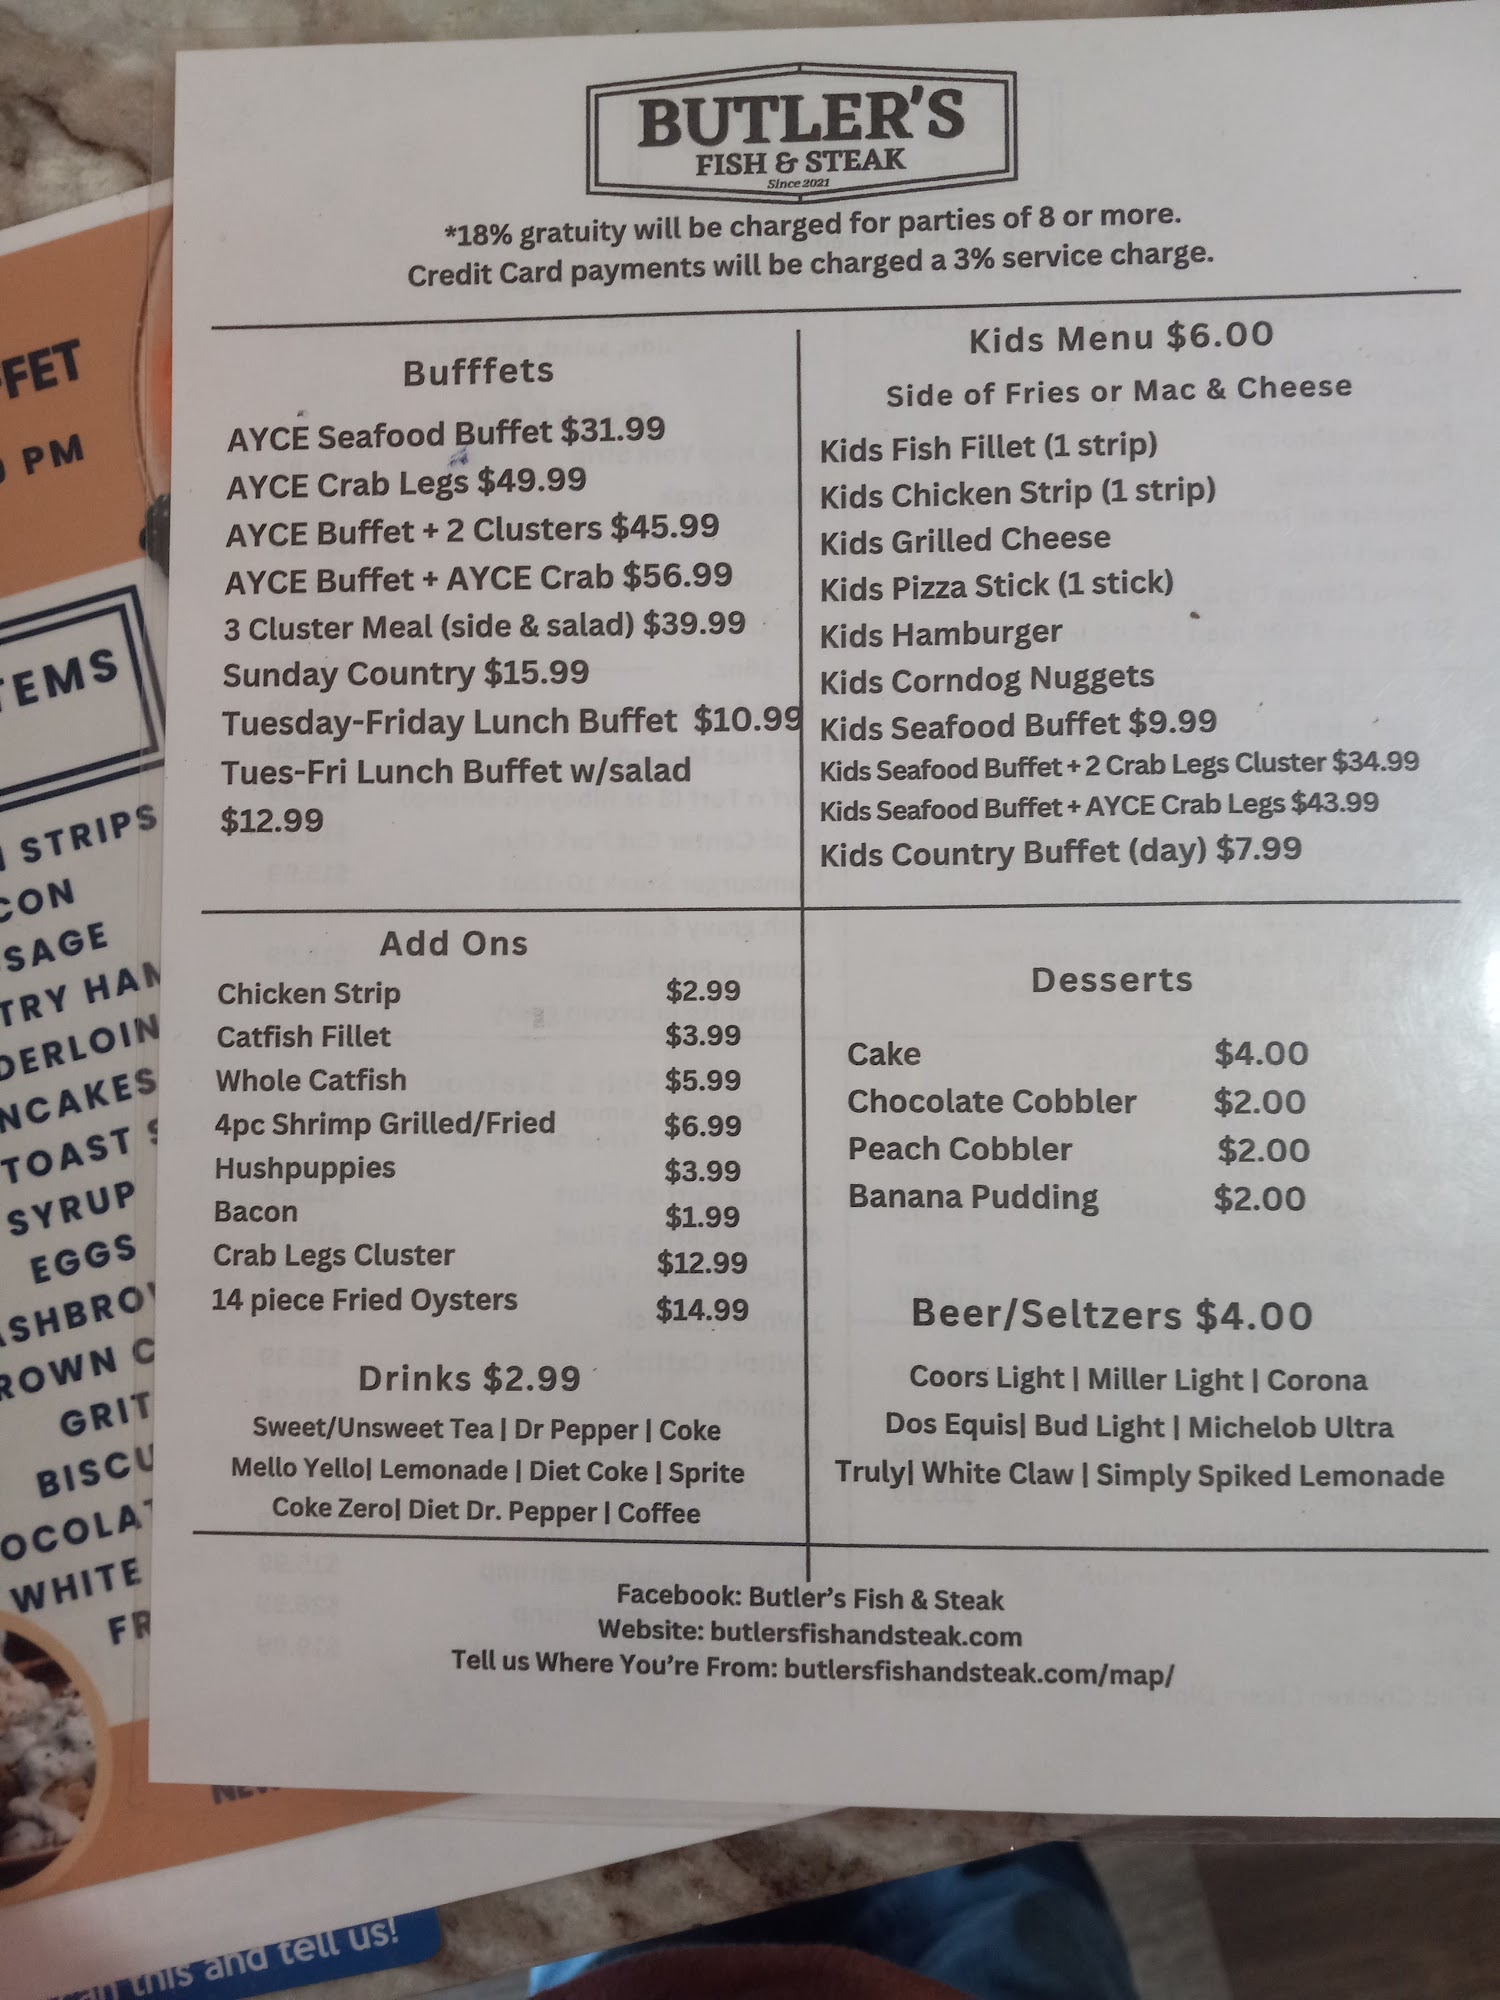 BUTLER'S
FISH & STEAK
Since 2021
*18% gratuity will be charged for parties of 8 or more.
Credit Card payments will be charged a 3% service charge.
Bufffets
AYCE Seafood Buffet $31.99
AYCE Crab Legs $49.99
AYCE Buffet + 2 Clusters $45.99
AYCE Buffet + AYCE Crab $56.99
3 Cluster Meal (side & salad) $39.99
Sunday Country $15.99
Tuesday-Friday Lunch Buffet $10.99
Tues-Fri Lunch Buffet w/salad
$12.99
Kids Menu $6.00
Side of Fries or Mac & Cheese
Kids Fish Fillet (1 strip)
Kids Chicken Strip (1 strip)
Kids Grilled Cheese
Kids Pizza Stick (1 stick)
Kids Hamburger
Kids Corndog Nuggets
Kids Seafood Buffet $9.99
Kids Seafood Buffet + 2 Crab Legs Cluster $34.99
Kids Seafood Buffet + AYCE Crab Legs $43.99
Kids Country Buffet (day) $7.99
Add Ons
Chicken Strip $2.99
Catfish Fillet $3.99
Whole Catfish $5.99
4pc Shrimp Grilled/Fried $6.99
Hushpuppies $3.99
Bacon $1.99
Crab Legs Cluster $12.99
14 piece Fried Oysters $14.99
Drinks $2.99
Sweet/Unsweet Tea | Dr Pepper | Coke
Mello Yello| Lemonade | Diet Coke | Sprite
Coke Zero| Diet Dr. Pepper | Coffee
Desserts
Cake $4.00
Chocolate Cobbler $2.00
Peach Cobbler $2.00
Banana Pudding $2.00
Beer/Seltzers $4.00
Coors Light | Miller Light | Corona
Dos Equis| Bud Light | Michelob Ultra
Truly| White Claw | Simply Spiked Lemonade
Facebook: Butler's Fish & Steak
Website: butlersfishandsteak.com
Tell us Where You're From: butlersfishandsteak.com/map/
FFET
PM
TEMS
STRIPS
CON
SAGE
TRY HAM
DERLOIN
NCAKES
TOAST S
SYRUP
EGGS
SHBRO
ROWN C
GRIT
BISCU
OCOLAT
WHITE
FR
this and tell us!